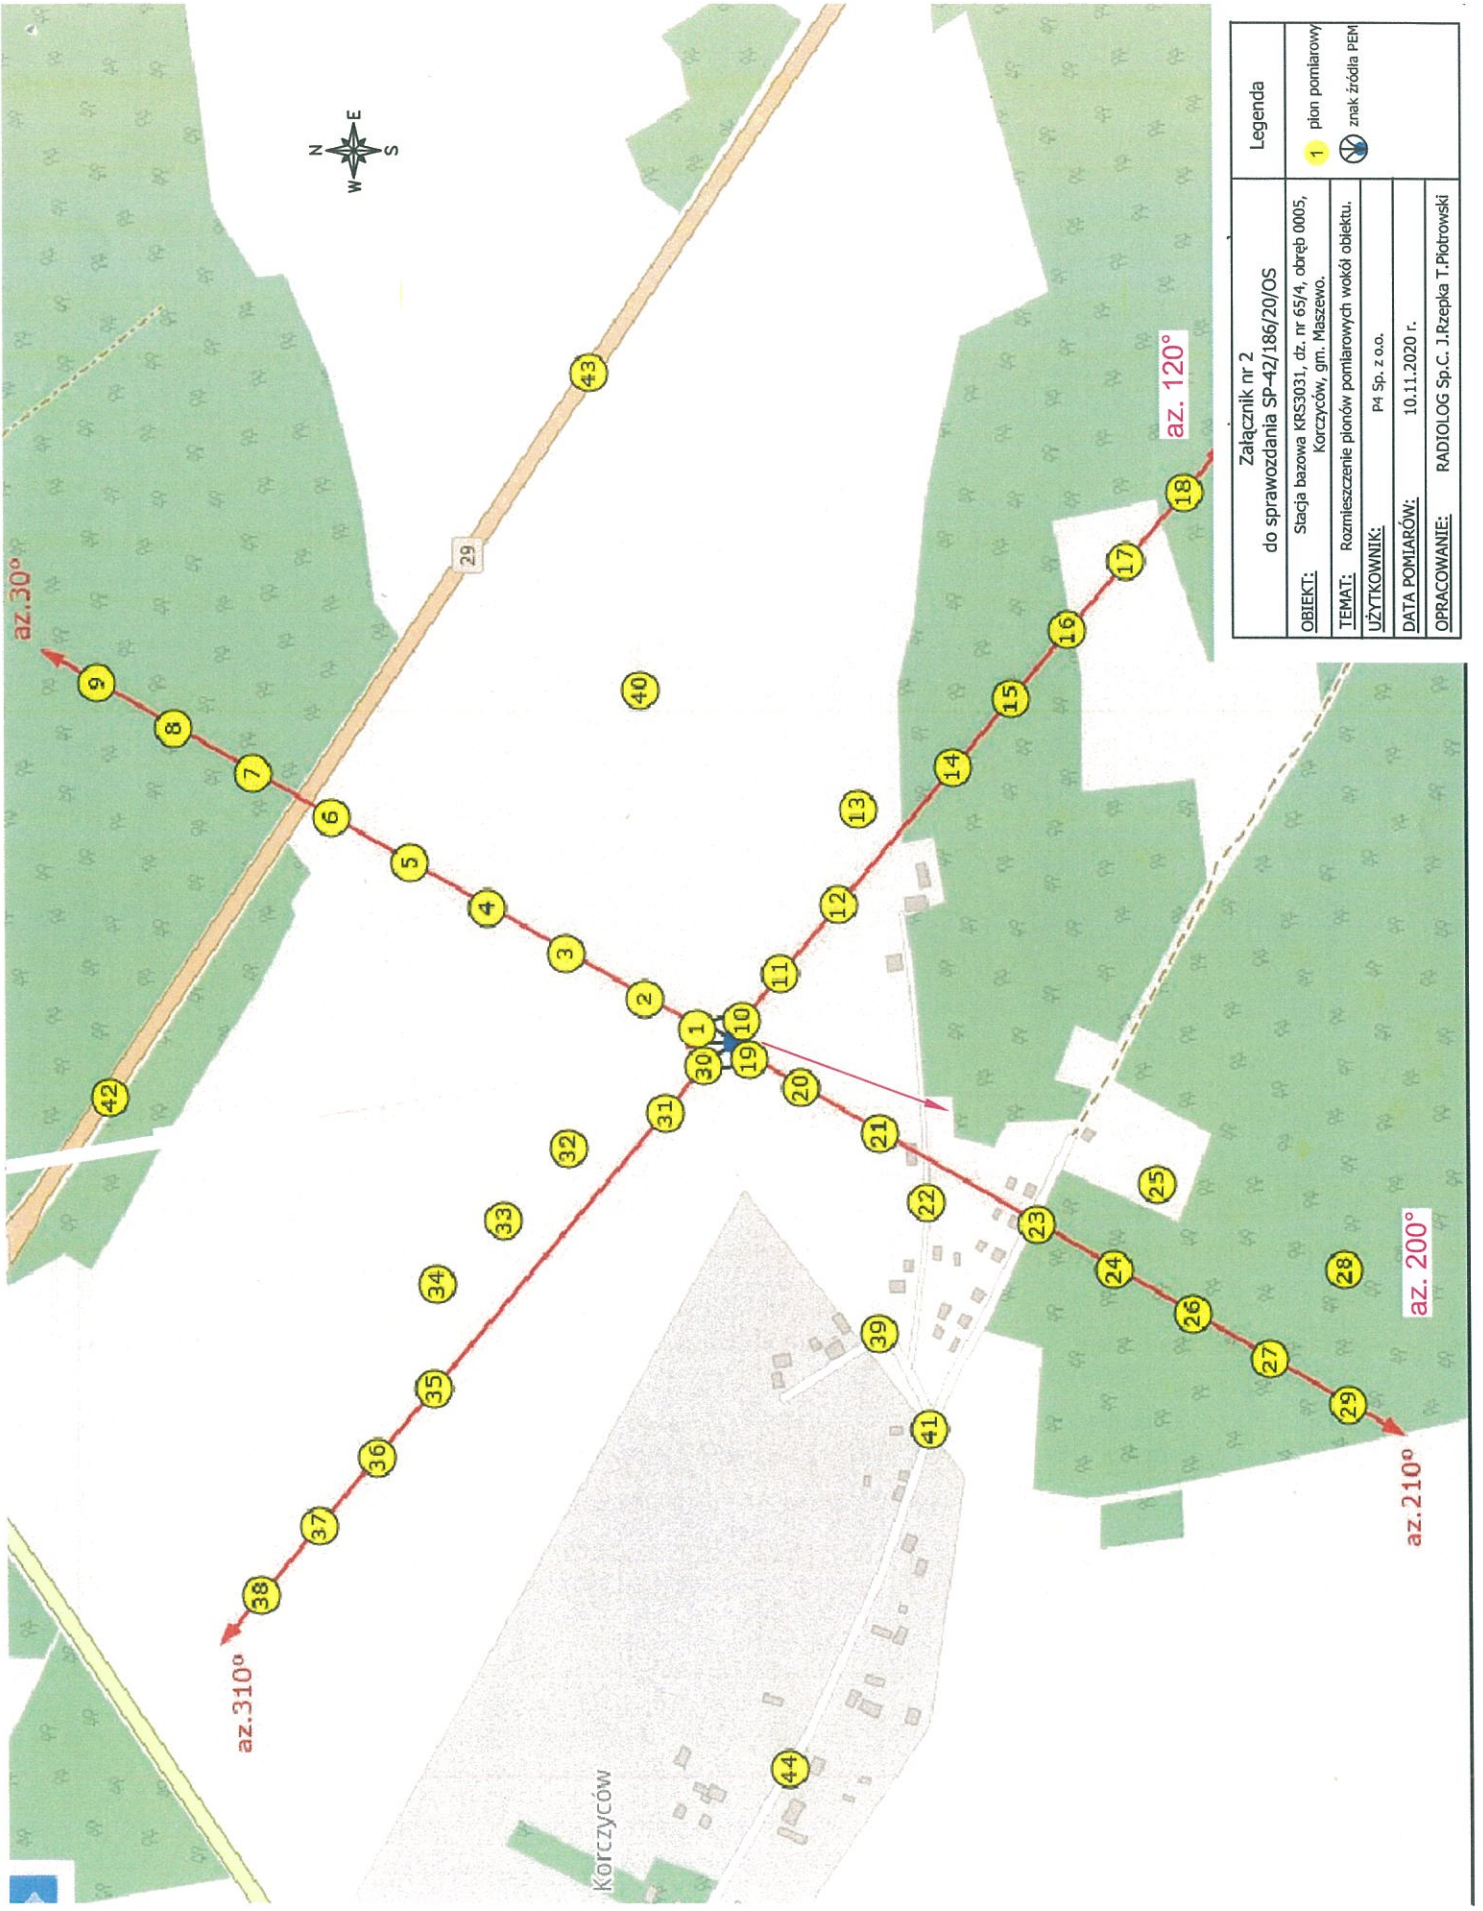 az.30º
9
8
7
6
5
4
3
2
1
29
42
43
40
N
W
E
S
az.310º
38
37
36
35
34
33
32
31
30
10
11
12
13
14
15
16
17
18
az. 120°
19
20
21
22
23
24
25
26
27
28
29
az. 200°
az.210º
39
41
44
Korczyców
Załącznik nr 2
do sprawozdania SP-42/186/20/OS
OBIEKT: Stacja bazowa KRS3031, dz. nr 65/4, obręb 0005,
Korczyców, gm. Maszewo.
TEMAT: Rozmieszczenie pionów pomiarowych wokół obiektu.
UŻYTKOWNIK: P4 Sp. z o.o.
DATA POMIARÓW: 10.11.2020 r.
OPRACOWANIE: RADIOLOG Sp.C. J.Rzepka T.Piotrowski
Legenda
1 pion pomiarowy
znak źródła PEM